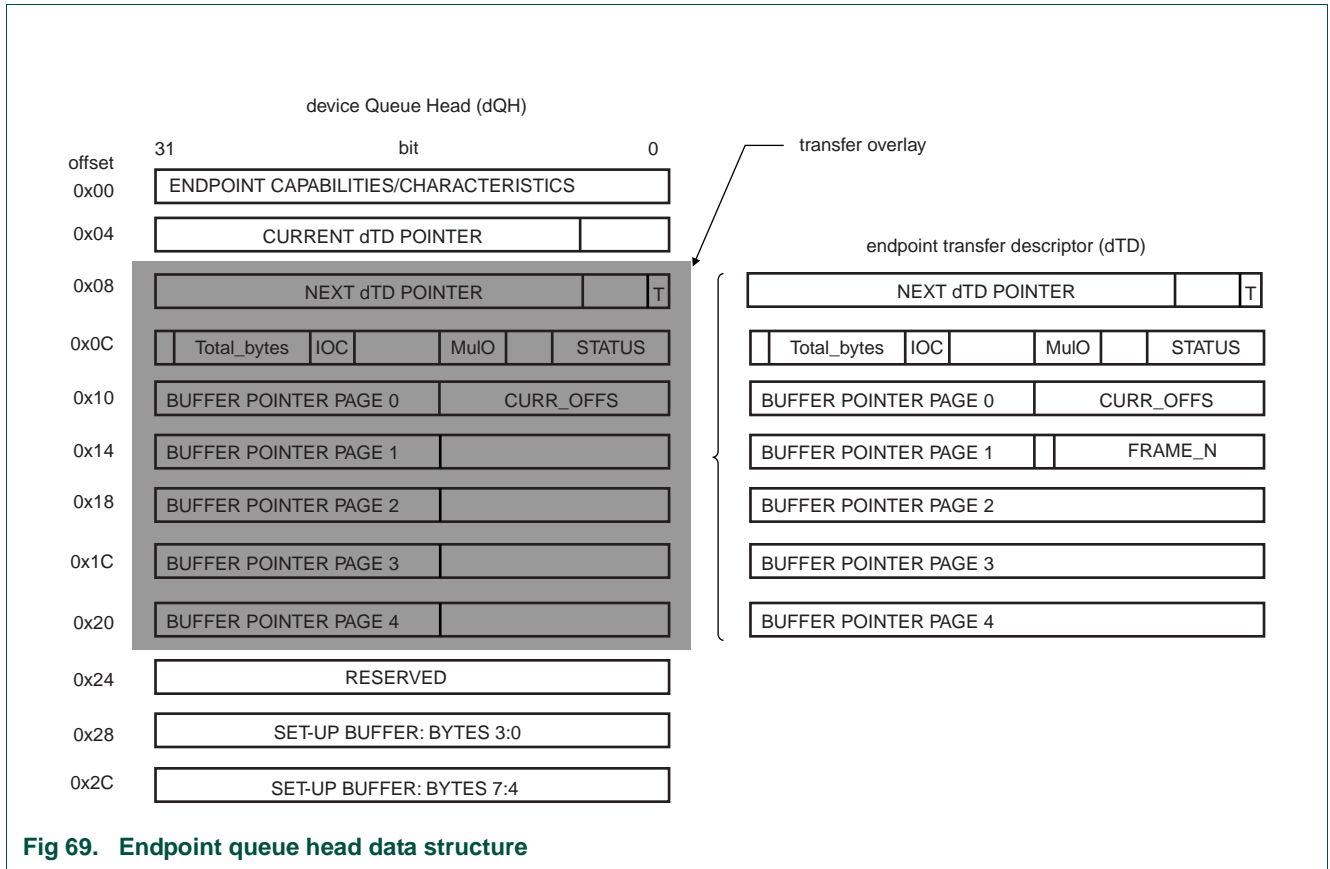 device Queue Head (dQH)
31 bit 0
transfer overlay
offset
0x00 ENDPOINT CAPABILITIES/CHARACTERISTICS
0x04 CURRENT dTD POINTER
endpoint transfer descriptor (dTD)
0x08 NEXT dTD POINTER T NEXT dTD POINTER T
0x0C Total_bytes IOC MulO STATUS Total_bytes IOC MulO STATUS
0x10 BUFFER POINTER PAGE 0 CURR_OFFS BUFFER POINTER PAGE 0 CURR_OFFS
0x14 BUFFER POINTER PAGE 1 BUFFER POINTER PAGE 1 FRAME_N
0x18 BUFFER POINTER PAGE 2 BUFFER POINTER PAGE 2
0x1C BUFFER POINTER PAGE 3 BUFFER POINTER PAGE 3
0x20 BUFFER POINTER PAGE 4 BUFFER POINTER PAGE 4
0x24 RESERVED
0x28 SET-UP BUFFER: BYTES 3:0
0x2C SET-UP BUFFER: BYTES 7:4
Fig 69. Endpoint queue head data structure